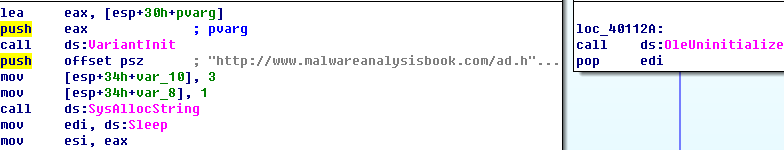 lea     eax, [esp+30h+pvarg]
push    eax             ; pvarg
call    ds:VariantInit
push    offset psz      ; "http://www.malwareanalysisbook.com/ad.h"...
mov     [esp+34h+var_10], 3
mov     [esp+34h+var_8], 1
call    ds:SysAllocString
mov     edi, ds:Sleep
mov     esi, eax
loc_40112A:
call    ds:OleUninitialize
pop     edi